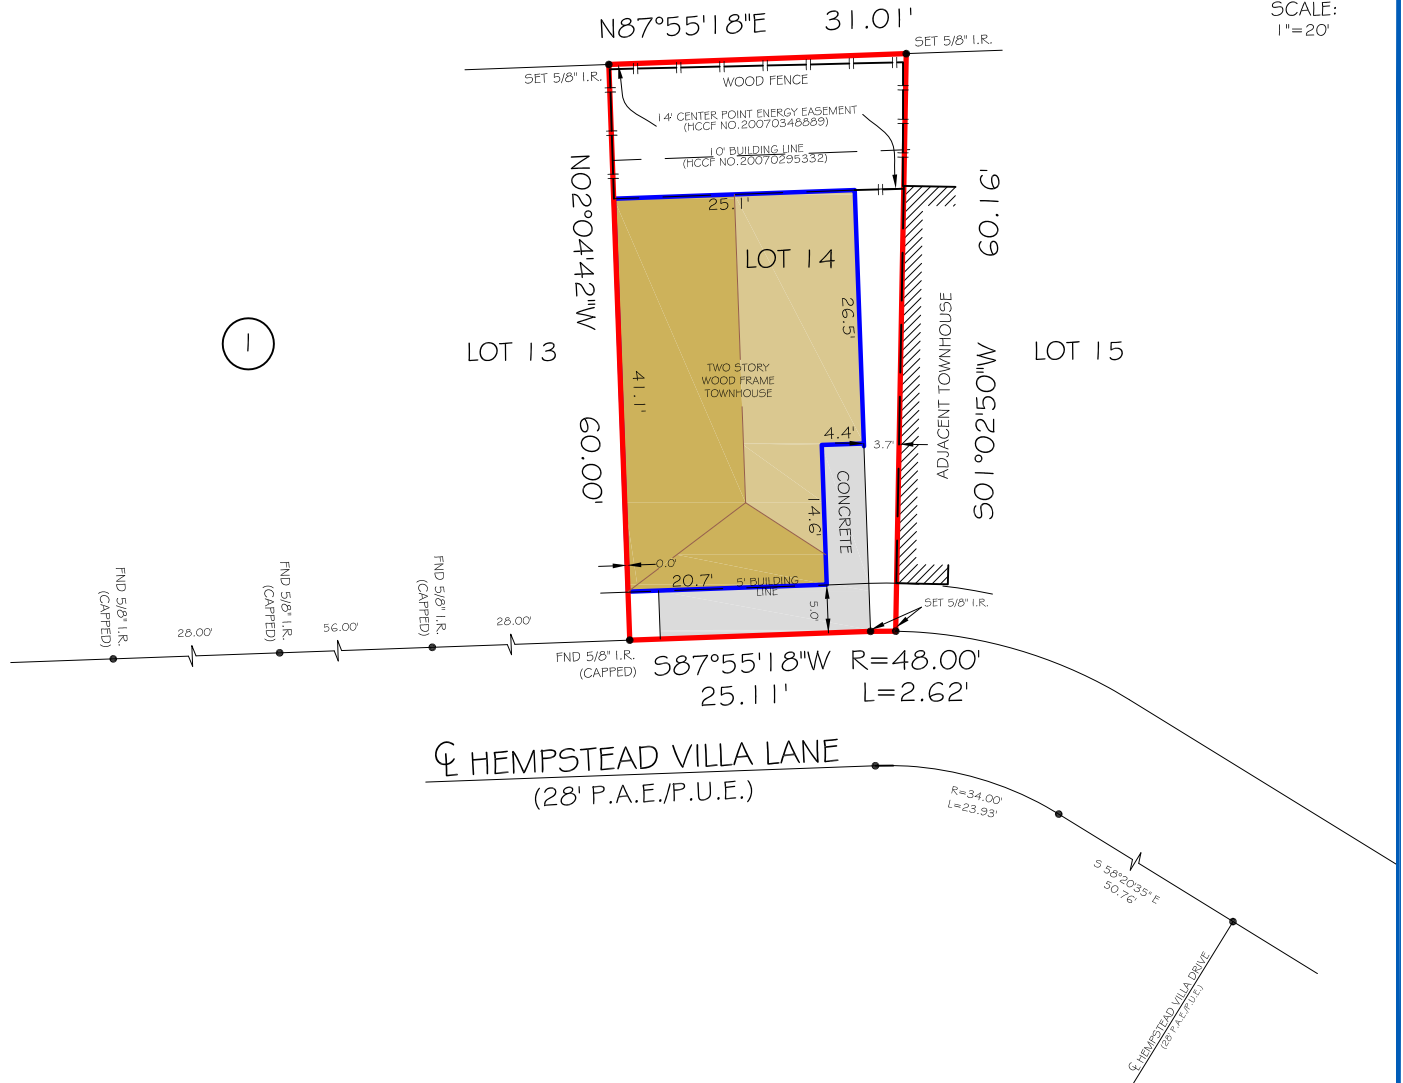 N87°55'18"E 31.01'
SCALE:
1"=20'
SET 5/8" I.R.
SET 5/8" I.R.
WOOD FENCE
14' CENTER POINT ENERGY EASEMENT
(HCCF NO.20070348889)
10' BUILDING LINE
(HCCF NO.20070295332)
N02°04'42"W
60.00'
60.16'
S01°02'50"W
25.1'
LOT 14
26.5'
ADJACENT TOWNHOUSE
1
LOT 13
LOT 15
TWO STORY
WOOD FRAME
TOWNHOUSE
41.1'
4.4'
3.7'
CONCRETE
14.6'
0.0'
20.7'
5' BUILDING
LINE
5.0'
SET 5/8" I.R.
FND 5/8" I.R.
(CAPPED)
28.00'
FND 5/8" I.R.
(CAPPED)
56.00'
FND 5/8" I.R.
(CAPPED)
28.00'
FND 5/8" I.R.
(CAPPED)
S87°55'18"W R=48.00'
25.11' L=2.62'
℄ HEMPSTEAD VILLA LANE
(28' P.A.E./P.U.E.)
R=34.00'
L=23.93'
S 58°20'35" E
50.76'
℄ HEMPSTEAD VILLA DRIVE
(28' P.A.E./P.U.E.)